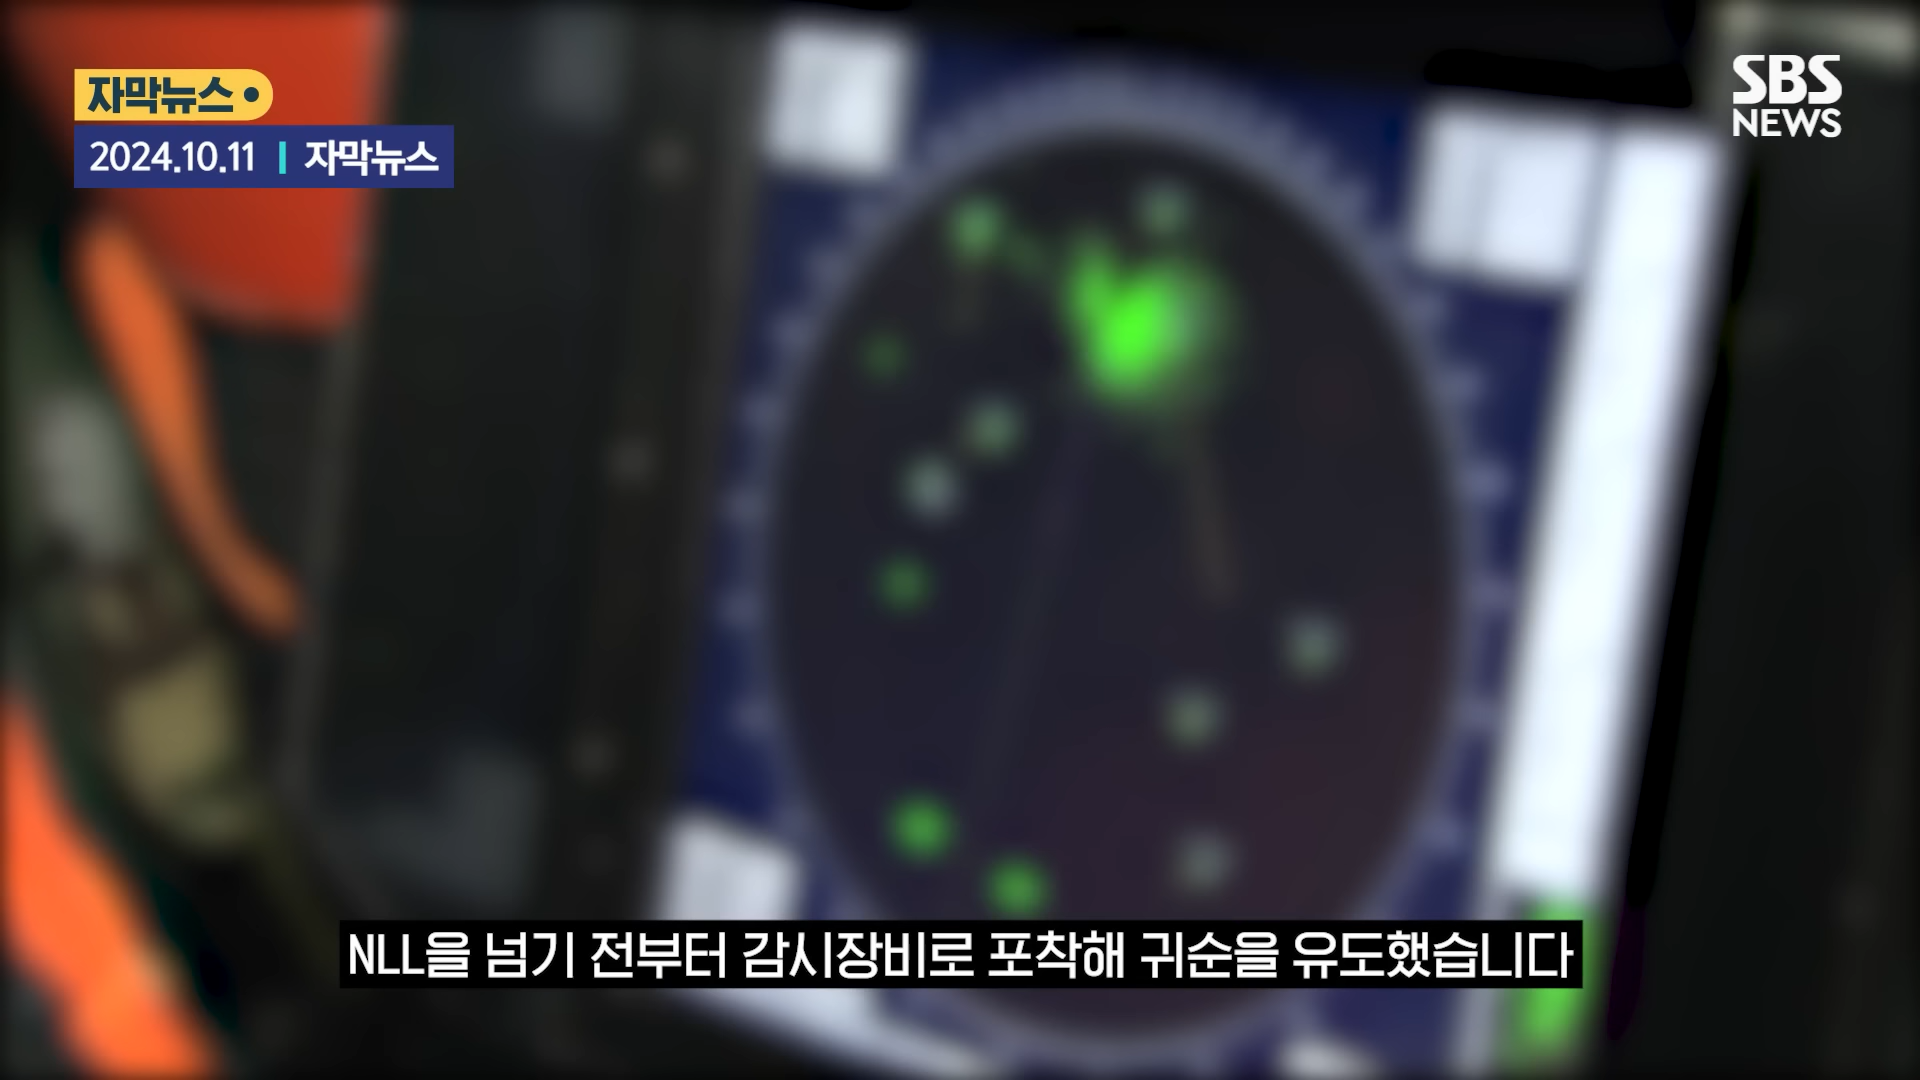 자막뉴스
2024.10.11 | 자막뉴스
SBS
NEWS
NLL을 넘기 전부터 감시장비로 포착해 귀순을 유도했습니다